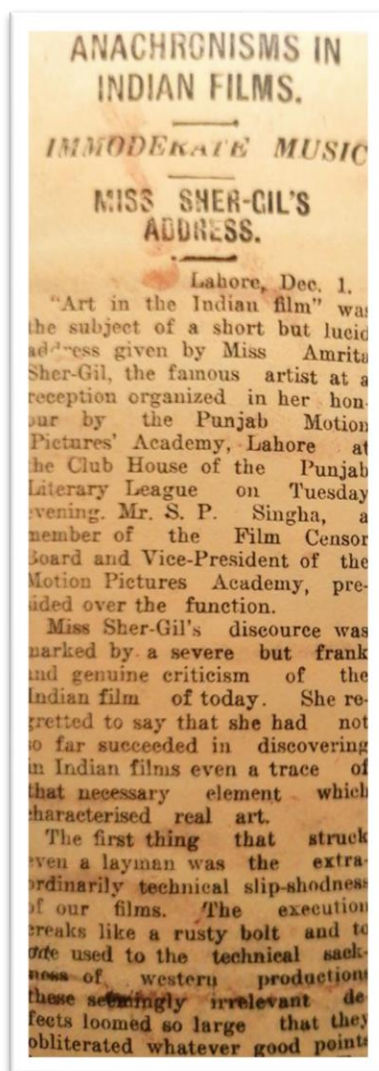 ANACHRONISMS IN
INDIAN FILMS.
IMMODERATE MUSIC
MISS SHER-GIL'S
ADDRESS.
Lahore, Dec. 1.
"Art in the Indian film" was
the subject of a short but lucid
address given by Miss Amrita
Sher-Gil, the famous artist at a
reception organized in her hon-
our by the Punjab Motion
Pictures' Academy, Lahore at
the Club House of the Punjab
Literary League on Tuesday
evening. Mr. S. P. Singha, a
member of the Film Censor
Board and Vice-President of the
Motion Pictures Academy, pre-
sided over the function.
Miss Sher-Gil's discource was
marked by a severe but frank
and genuine criticism of the
Indian film of today. She re-
gretted to say that she had not
so far succeeded in discovering
in Indian films even a trace of
that necessary element which
characterised real art.
The first thing that struck
even a layman was the extra-
ordinarily technical slip-shodness
of our films. The execution
creaks like a rusty bolt and to
one used to the technical
of western productions
these seemingly irrelevant de-
fects loomed so large that they
obliterated whatever good points